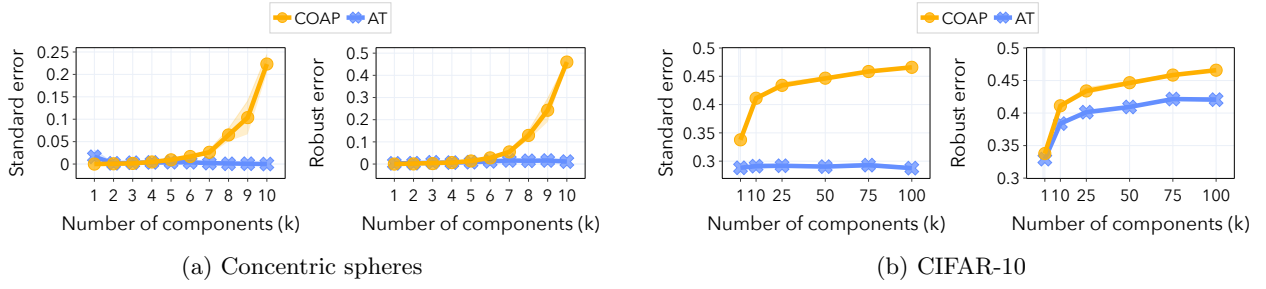 COAP AT
Standard error
0.25
0.20
0.15
0.10
0.05
0
1 2 3 4 5 6 7 8 9 10
Number of components (k)
Robust error
0.5
0.4
0.3
0.2
0.1
0
1 2 3 4 5 6 7 8 9 10
Number of components (k)
(a) Concentric spheres
COAP AT
Standard error
0.5
0.45
0.4
0.35
0.3
1 10 25 50 75 100
Number of components (k)
Robust error
0.5
0.45
0.4
0.35
0.3
1 10 25 50 75 100
Number of components (k)
(b) CIFAR-10